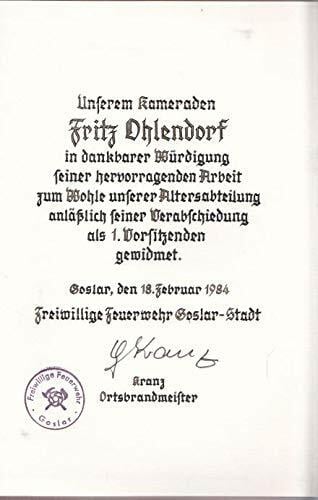 Unserem Kameraden
Fritz Ohlendorf
in dankbarer Würdigung
seiner hervorragenden Arbeit
zum Wohle unserer Altersabteilung
anläßlich seiner Verabschiedung
als 1. Vorsitzenden
gewidmet.
Goslar, den 18. Februar 1984
Freiwillige Feuerwehr Goslar-Stadt
Kranz
Freiwillige Feuerwehr
· Goslar ·
Kranz
Ortsbrandmeister